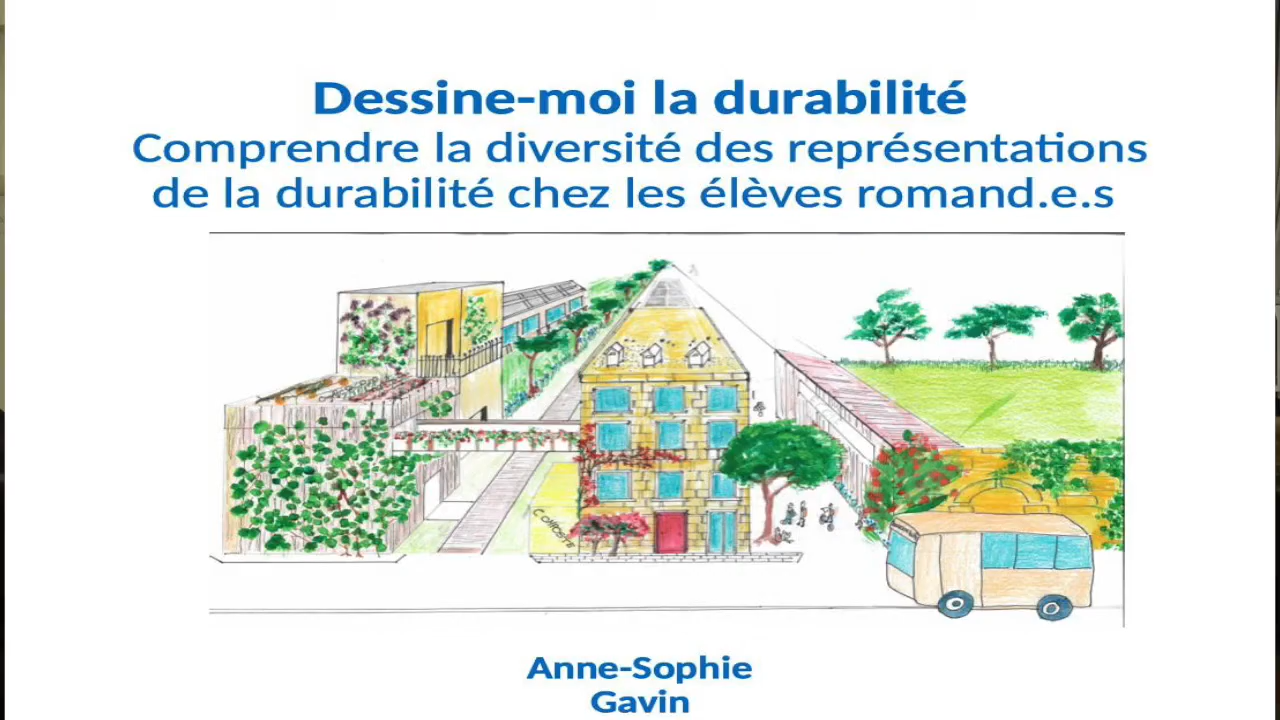 Dessine-moi la durabilité
Comprendre la diversité des représentations
de la durabilité chez les élèves romand.e.s
Anne-Sophie
Gavin